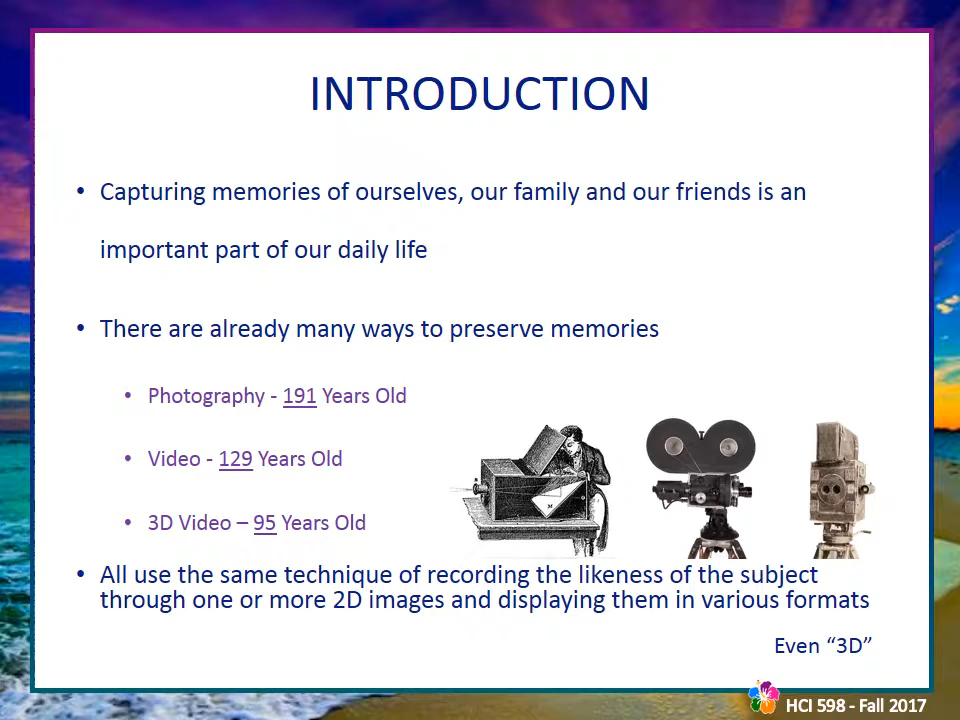 INTRODUCTION
• Capturing memories of ourselves, our family and our friends is an
important part of our daily life
• There are already many ways to preserve memories
• Photography - 191 Years Old
• Video - 129 Years Old
• 3D Video – 95 Years Old
• All use the same technique of recording the likeness of the subject
through one or more 2D images and displaying them in various formats
Even “3D”
HCI 598 - Fall 2017